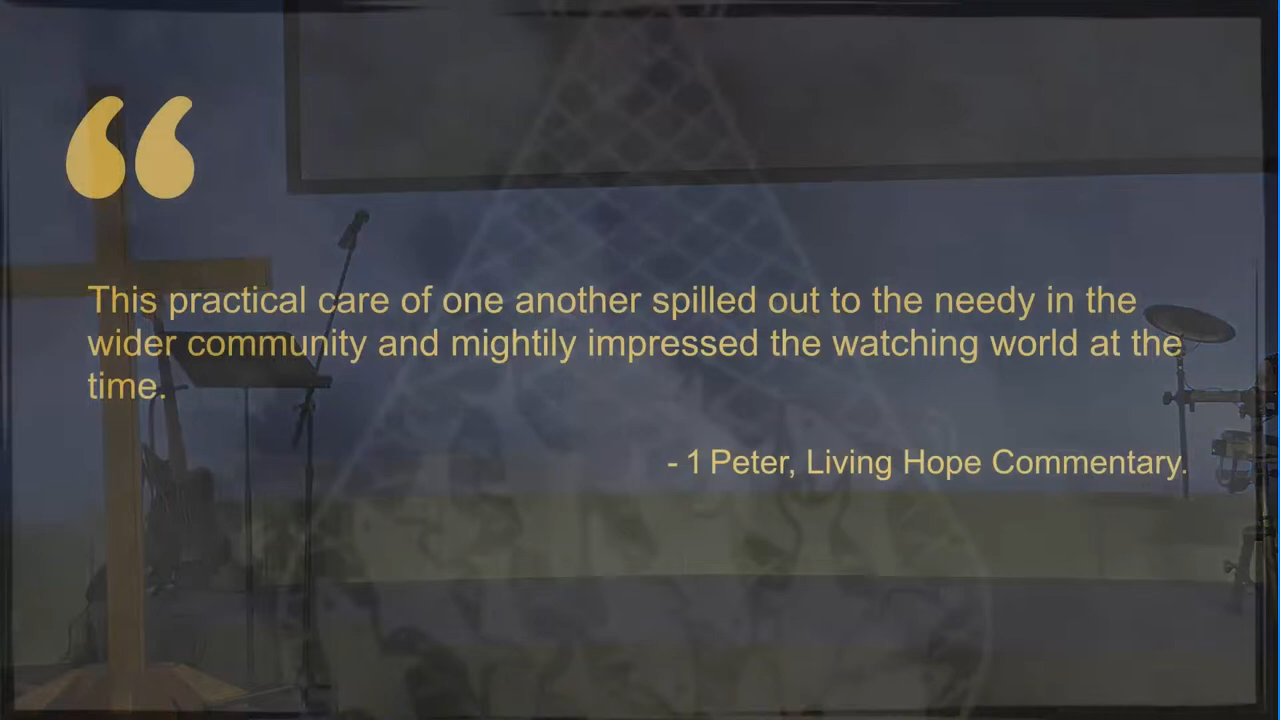 “
This practical care of one another spilled out to the needy in the
wider community and mightily impressed the watching world at the
time.
- 1 Peter, Living Hope Commentary.